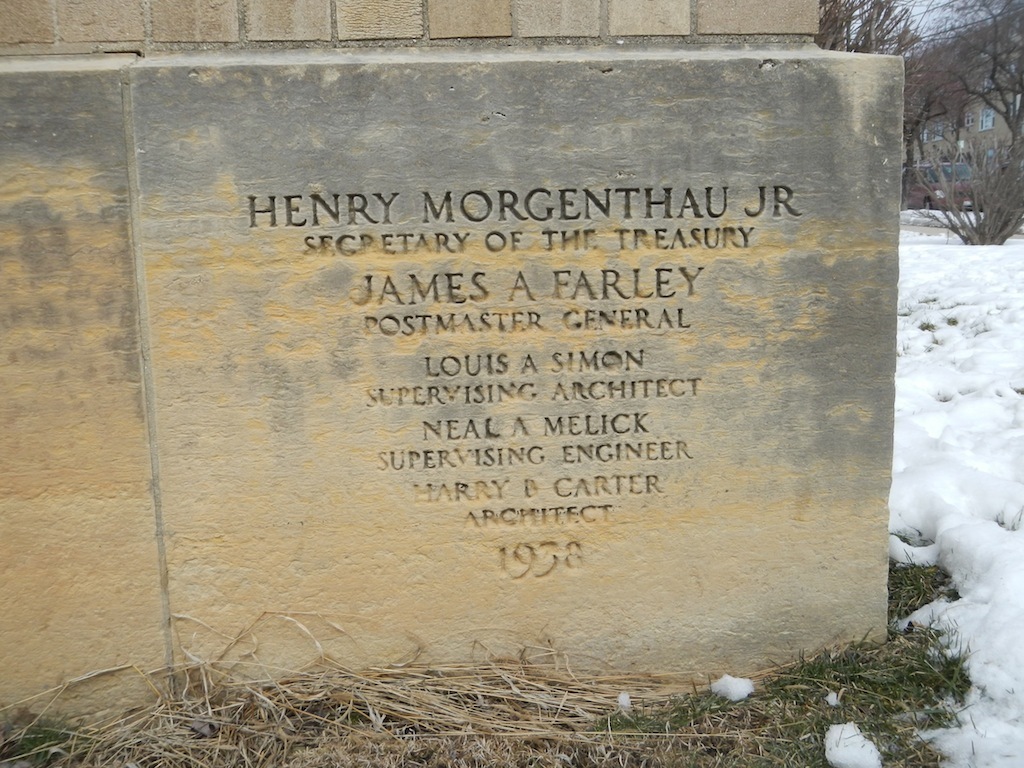 HENRY MORGENTHAU JR
SECRETARY OF THE TREASURY
JAMES A FARLEY
POSTMASTER GENERAL
LOUIS A SIMON
SUPERVISING ARCHITECT
NEAL A MELICK
SUPERVISING ENGINEER
HARRY B CARTER
ARCHITECT
1938